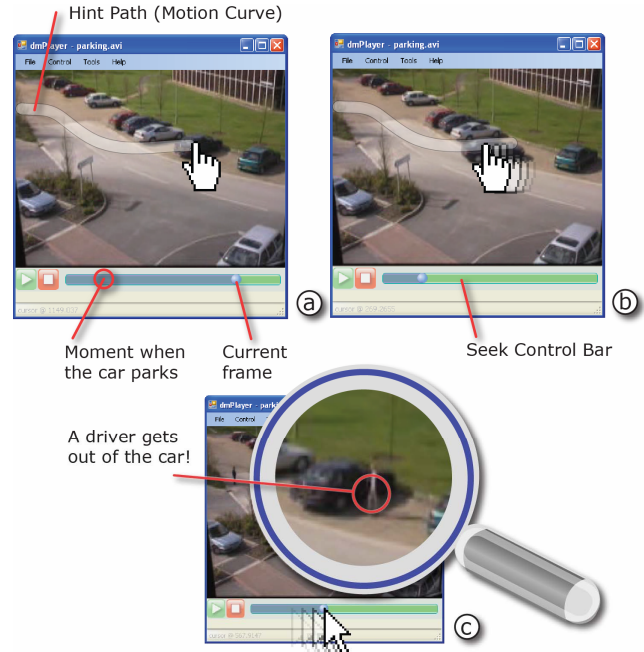 Hint Path (Motion Curve)
dmPlayer - parking.avi
File Control Tools Help
dmPlayer - parking.avi
File Control Tools Help
a
b
Moment when
the car parks
Current
frame
Seek Control Bar
A driver gets
out of the car!
dmPlayer - parki
File Control
c